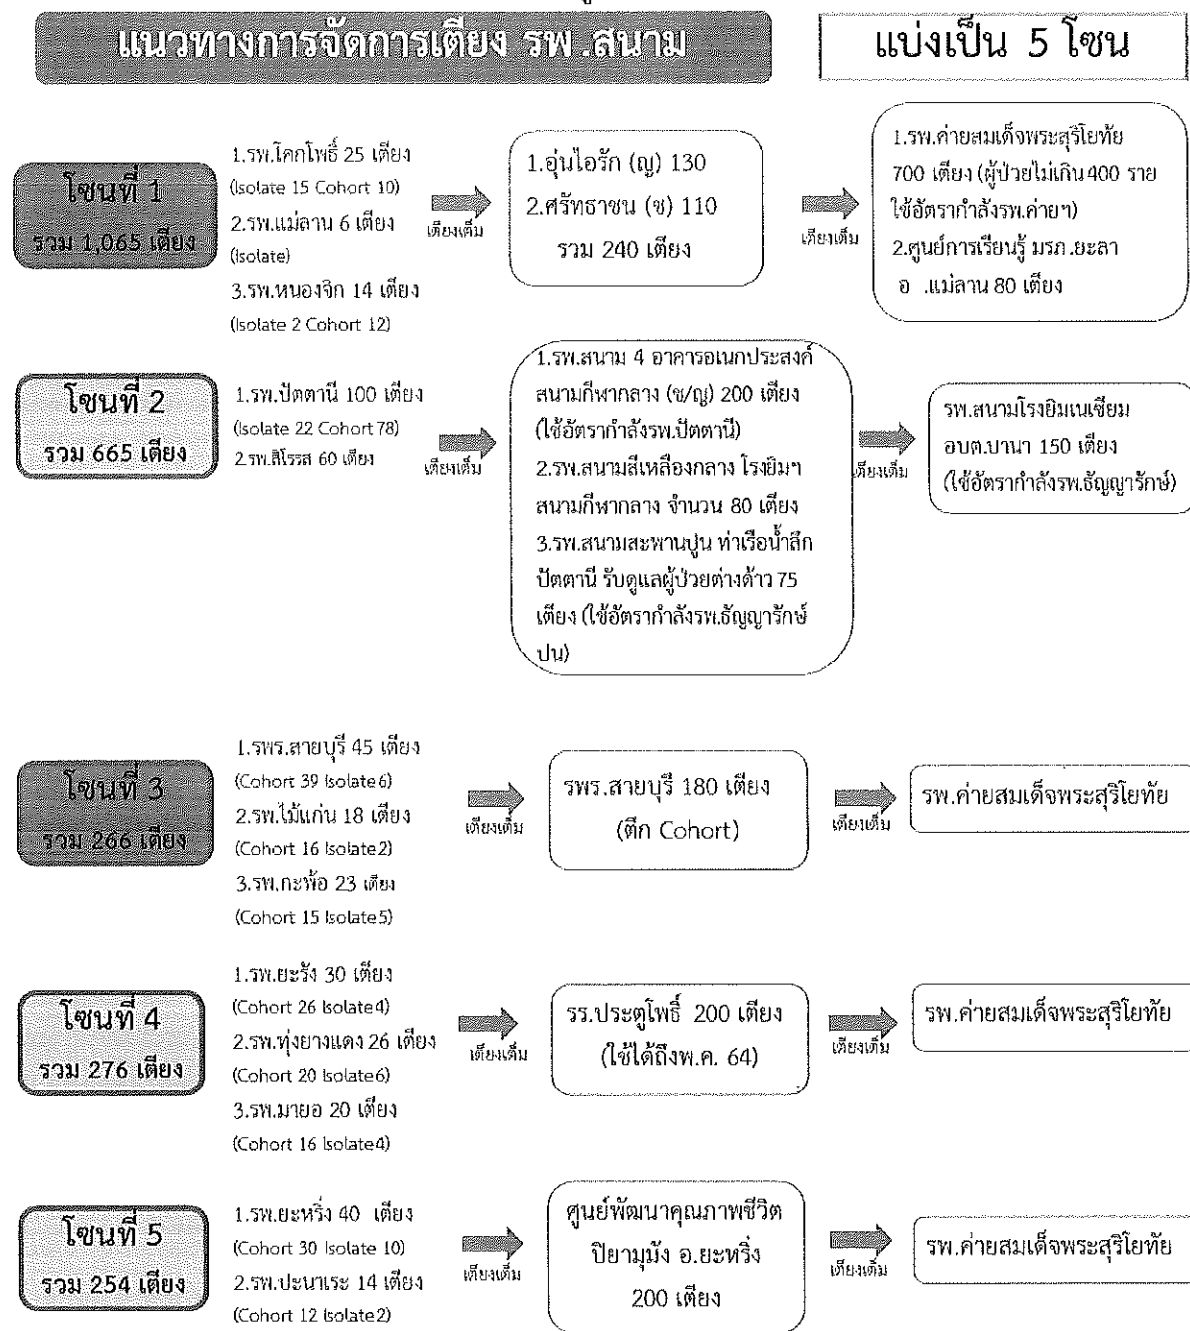 แนวทางการจัดการเตียง รพ.สนาม
แบ่งเป็น 5 โซน
โซนที่ 1
รวม 1,065 เตียง
1.รพ.โคกโพธิ์ 25 เตียง
(Isolate 15 Cohort 10)
2.รพ.แม่ลาน 6 เตียง
(Isolate)
3.รพ.หนองจิก 14 เตียง
(Isolate 2 Cohort 12)
เตียงเต็ม
1.อุ่นไอรัก (ญ) 130
2.ศรัทธาชน (ช) 110
รวม 240 เตียง
เตียงเต็ม
1.รพ.ค่ายสมเด็จพระสุริโยทัย
700 เตียง (ผู้ป่วยไม่เกิน 400 ราย
ใช้อัตรากำลังรพ.ค่ายฯ)
2.ศูนย์การเรียนรู้ มรภ.ยะลา
อ .แม่ลาน 80 เตียง
โซนที่ 2
รวม 665 เตียง
1.รพ.ปัตตานี 100 เตียง
(Isolate 22 Cohort 78)
2.รพ.สิโรรส 60 เตียง
เตียงเต็ม
1.รพ.สนาม 4 อาคารอเนกประสงค์
สนามกีฬากลาง (ช/ญ) 200 เตียง
(ใช้อัตรากำลังรพ.ปัตตานี)
2.รพ.สนามสีเหลืองกลาง โรงยิมฯ
สนามกีฬากลาง จำนวน 80 เตียง
3.รพ.สนามสะพานปูน ท่าเรือน้ำลึก
ปัตตานี รับดูแลผู้ป่วยต่างด้าว 75
เตียง (ใช้อัตรากำลังรพ.ธัญญารักษ์
ปน)
เตียงเต็ม
รพ.สนามโรงยิมเนเซียม
อบต.บานา 150 เตียง
(ใช้อัตรากำลังรพ.ธัญญารักษ์)
โซนที่ 3
รวม 266 เตียง
1.รพร.สายบุรี 45 เตียง
(Cohort 39 Isolate6)
2.รพ.ไม้แก่น 18 เตียง
(Cohort 16 Isolate2)
3.รพ.กะพ้อ 23 เตียง
(Cohort 15 Isolate5)
เตียงเต็ม
รพร.สายบุรี 180 เตียง
(ตึก Cohort)
เตียงเต็ม
รพ.ค่ายสมเด็จพระสุริโยทัย
โซนที่ 4
รวม 276 เตียง
1.รพ.ยะรัง 30 เตียง
(Cohort 26 Isolate4)
2.รพ.ทุ่งยางแดง 26 เตียง
(Cohort 20 Isolate6)
3.รพ.มายอ 20 เตียง
(Cohort 16 Isolate4)
เตียงเต็ม
รร.ประตูโพธิ์ 200 เตียง
(ใช้ได้ถึงพ.ค. 64)
เตียงเต็ม
รพ.ค่ายสมเด็จพระสุริโยทัย
โซนที่ 5
รวม 254 เตียง
1.รพ.ยะหริ่ง 40 เตียง
(Cohort 30 Isolate 10)
2.รพ.ปะนาเระ 14 เตียง
(Cohort 12 Isolate2)
เตียงเต็ม
ศูนย์พัฒนาคุณภาพชีวิต
ปิยามุมัง อ.ยะหริ่ง
200 เตียง
เตียงเต็ม
รพ.ค่ายสมเด็จพระสุริโยทัย